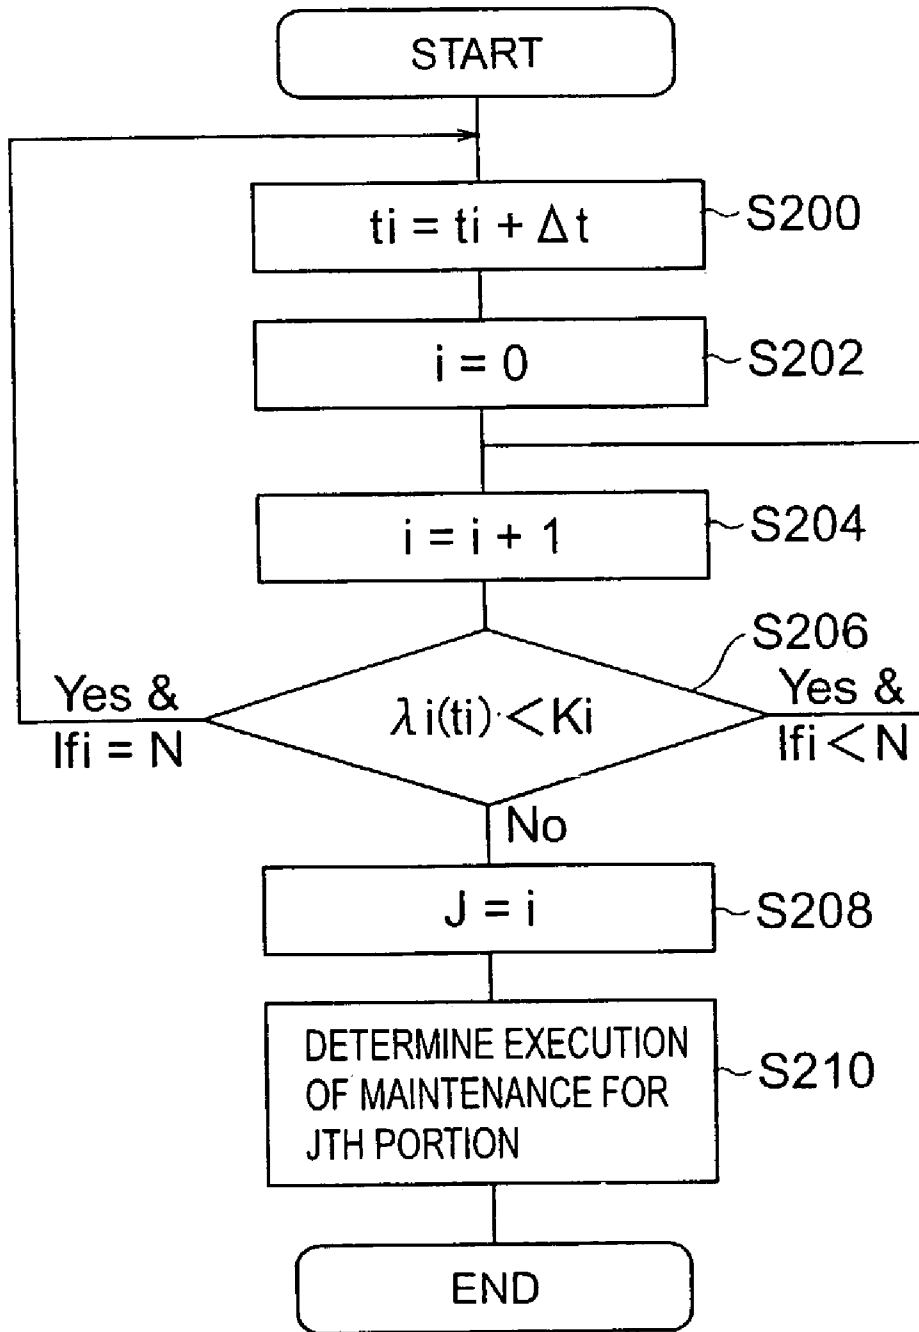 START
ti = ti + Δt
S200
i = 0
S202
i = i + 1
S204
S206
Yes &
Ifi = N
λi(ti) < Ki
Yes &
Ifi < N
No
J = i
S208
DETERMINE EXECUTION
OF MAINTENANCE FOR
JTH PORTION
S210
END